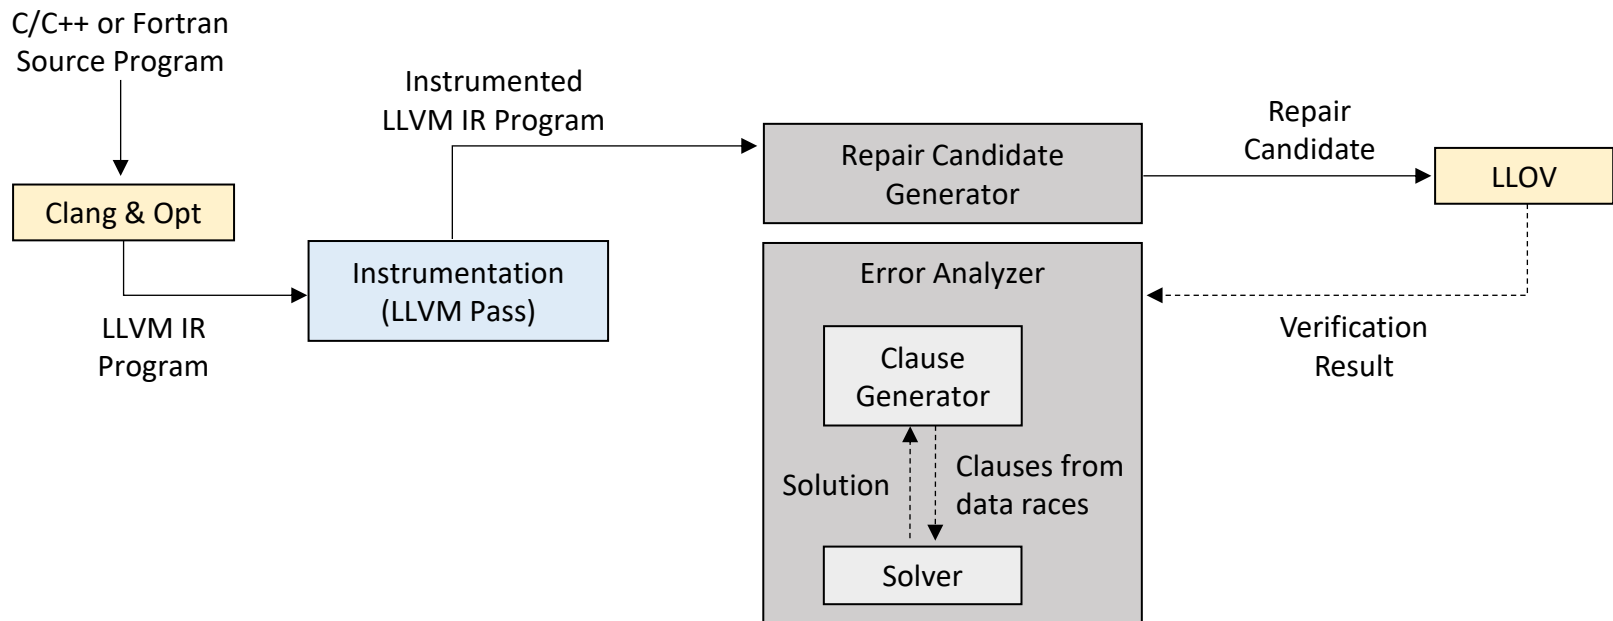 C/C++ or Fortran
Source Program
Clang & Opt
LLVM IR
Program
Instrumentation
(LLVM Pass)
Instrumented
LLVM IR Program
Repair Candidate
Generator
Repair
Candidate
LLOV
Verification
Result
Error Analyzer
Clause
Generator
Solution
Clauses from
data races
Solver